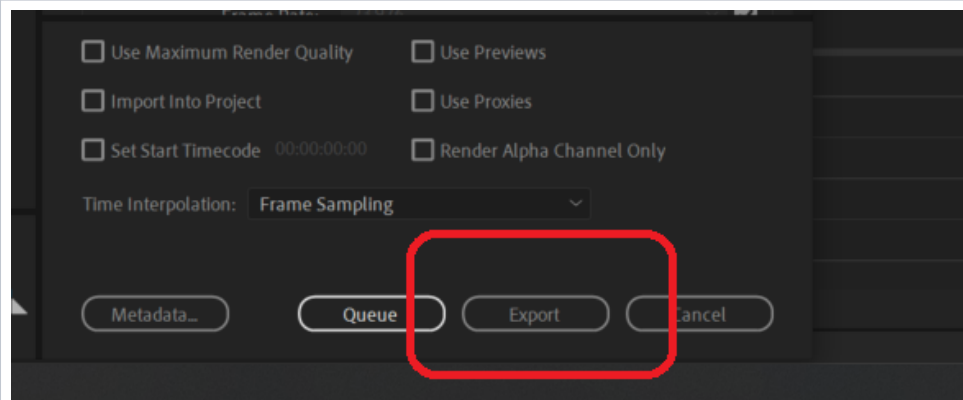 Use Maximum Render Quality Use Previews
Import Into Project Use Proxies
Set Start Timecode 00:00:00:00 Render Alpha Channel Only
Time Interpolation: Frame Sampling
Metadata... Queue Export Cancel